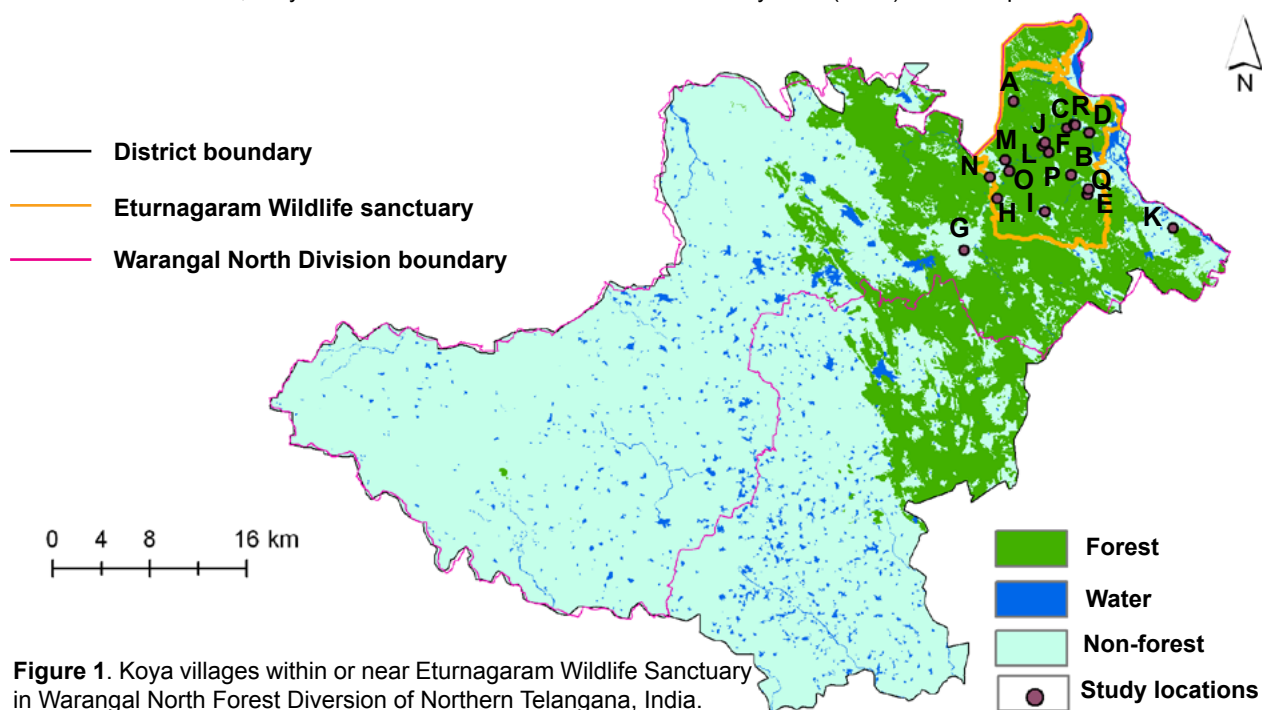 N
A
C R D
J
F
M
L
B
N
O
P
Q
H
I
E
K
G
District boundary
Eturnagaram Wildlife sanctuary
Warangal North Division boundary
0 4 8 16 km
Forest
Water
Non-forest
Study locations
Figure 1. Koya villages within or near Eturnagaram Wildlife Sanctuary
in Warangal North Forest Diversion of Northern Telangana, India.